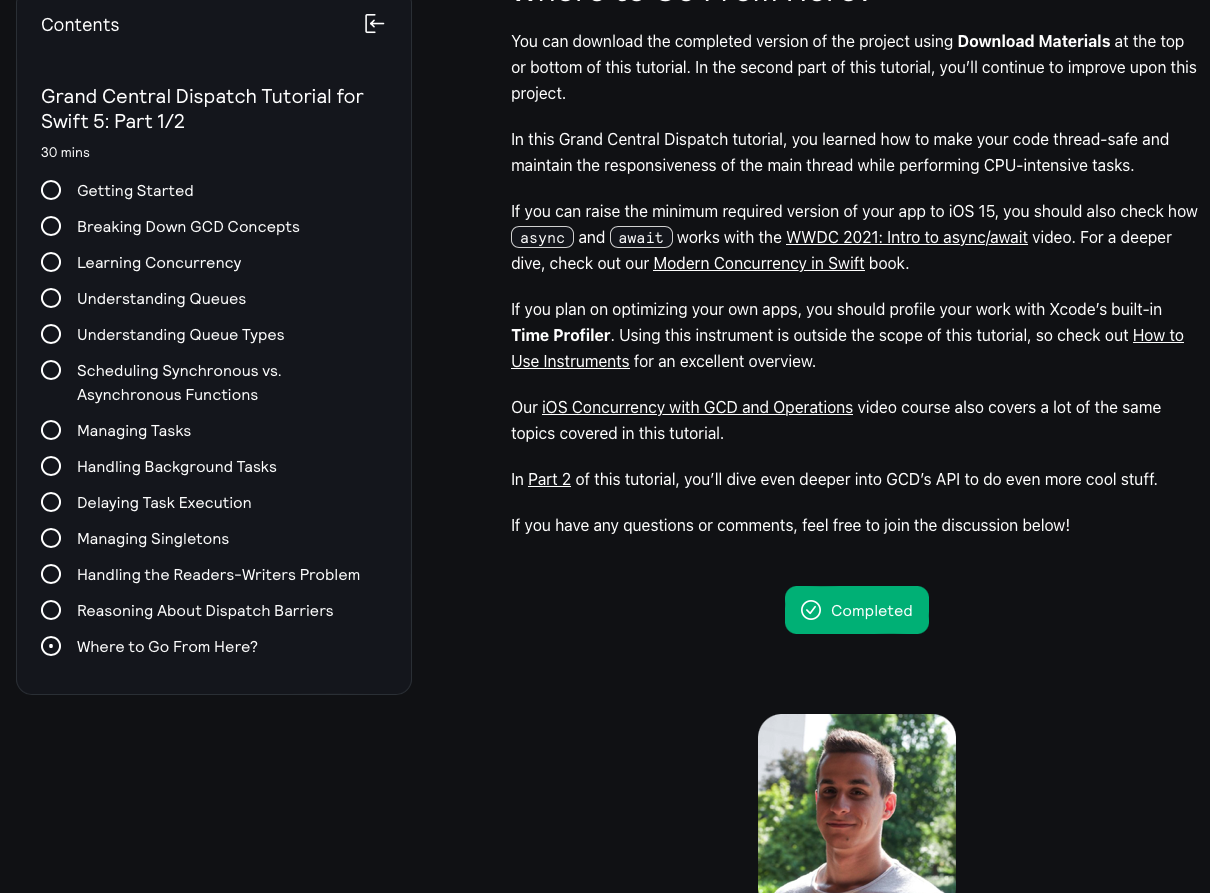 Contents
Grand Central Dispatch Tutorial for
Swift 5: Part 1/2
30 mins
Getting Started
Breaking Down GCD Concepts
Learning Concurrency
Understanding Queues
Understanding Queue Types
Scheduling Synchronous vs.
Asynchronous Functions
Managing Tasks
Handling Background Tasks
Delaying Task Execution
Managing Singletons
Handling the Readers-Writers Problem
Reasoning About Dispatch Barriers
Where to Go From Here?
Where to Go From Here?
You can download the completed version of the project using Download Materials at the top
or bottom of this tutorial. In the second part of this tutorial, you’ll continue to improve upon this
project.
In this Grand Central Dispatch tutorial, you learned how to make your code thread-safe and
maintain the responsiveness of the main thread while performing CPU-intensive tasks.
If you can raise the minimum required version of your app to iOS 15, you should also check how
async and await works with the WWDC 2021: Intro to async/await video. For a deeper
dive, check out our Modern Concurrency in Swift book.
If you plan on optimizing your own apps, you should profile your work with Xcode’s built-in
Time Profiler. Using this instrument is outside the scope of this tutorial, so check out How to
Use Instruments for an excellent overview.
Our iOS Concurrency with GCD and Operations video course also covers a lot of the same
topics covered in this tutorial.
In Part 2 of this tutorial, you’ll dive even deeper into GCD’s API to do even more cool stuff.
If you have any questions or comments, feel free to join the discussion below!
Completed